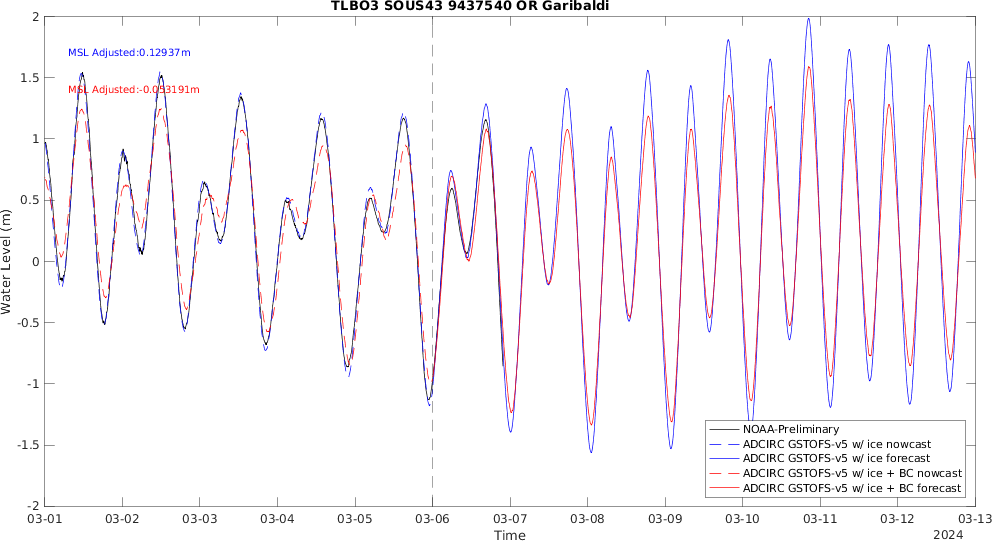 TLBO3 SOUS43 9437540 OR Garibaldi
MSL Adjusted:0.12937m
MSL Adjusted:-0.053191m
Water Level (m)
2
1.5
1
0.5
0
-0.5
-1
-1.5
-2
NOAA-Preliminary
ADCIRC GSTOFS-v5 w/ ice nowcast
ADCIRC GSTOFS-v5 w/ ice forecast
ADCIRC GSTOFS-v5 w/ ice + BC nowcast
ADCIRC GSTOFS-v5 w/ ice + BC forecast
03-01 03-02 03-03 03-04 03-05 03-06 03-07 03-08 03-09 03-10 03-11 03-12 03-13
Time
2024